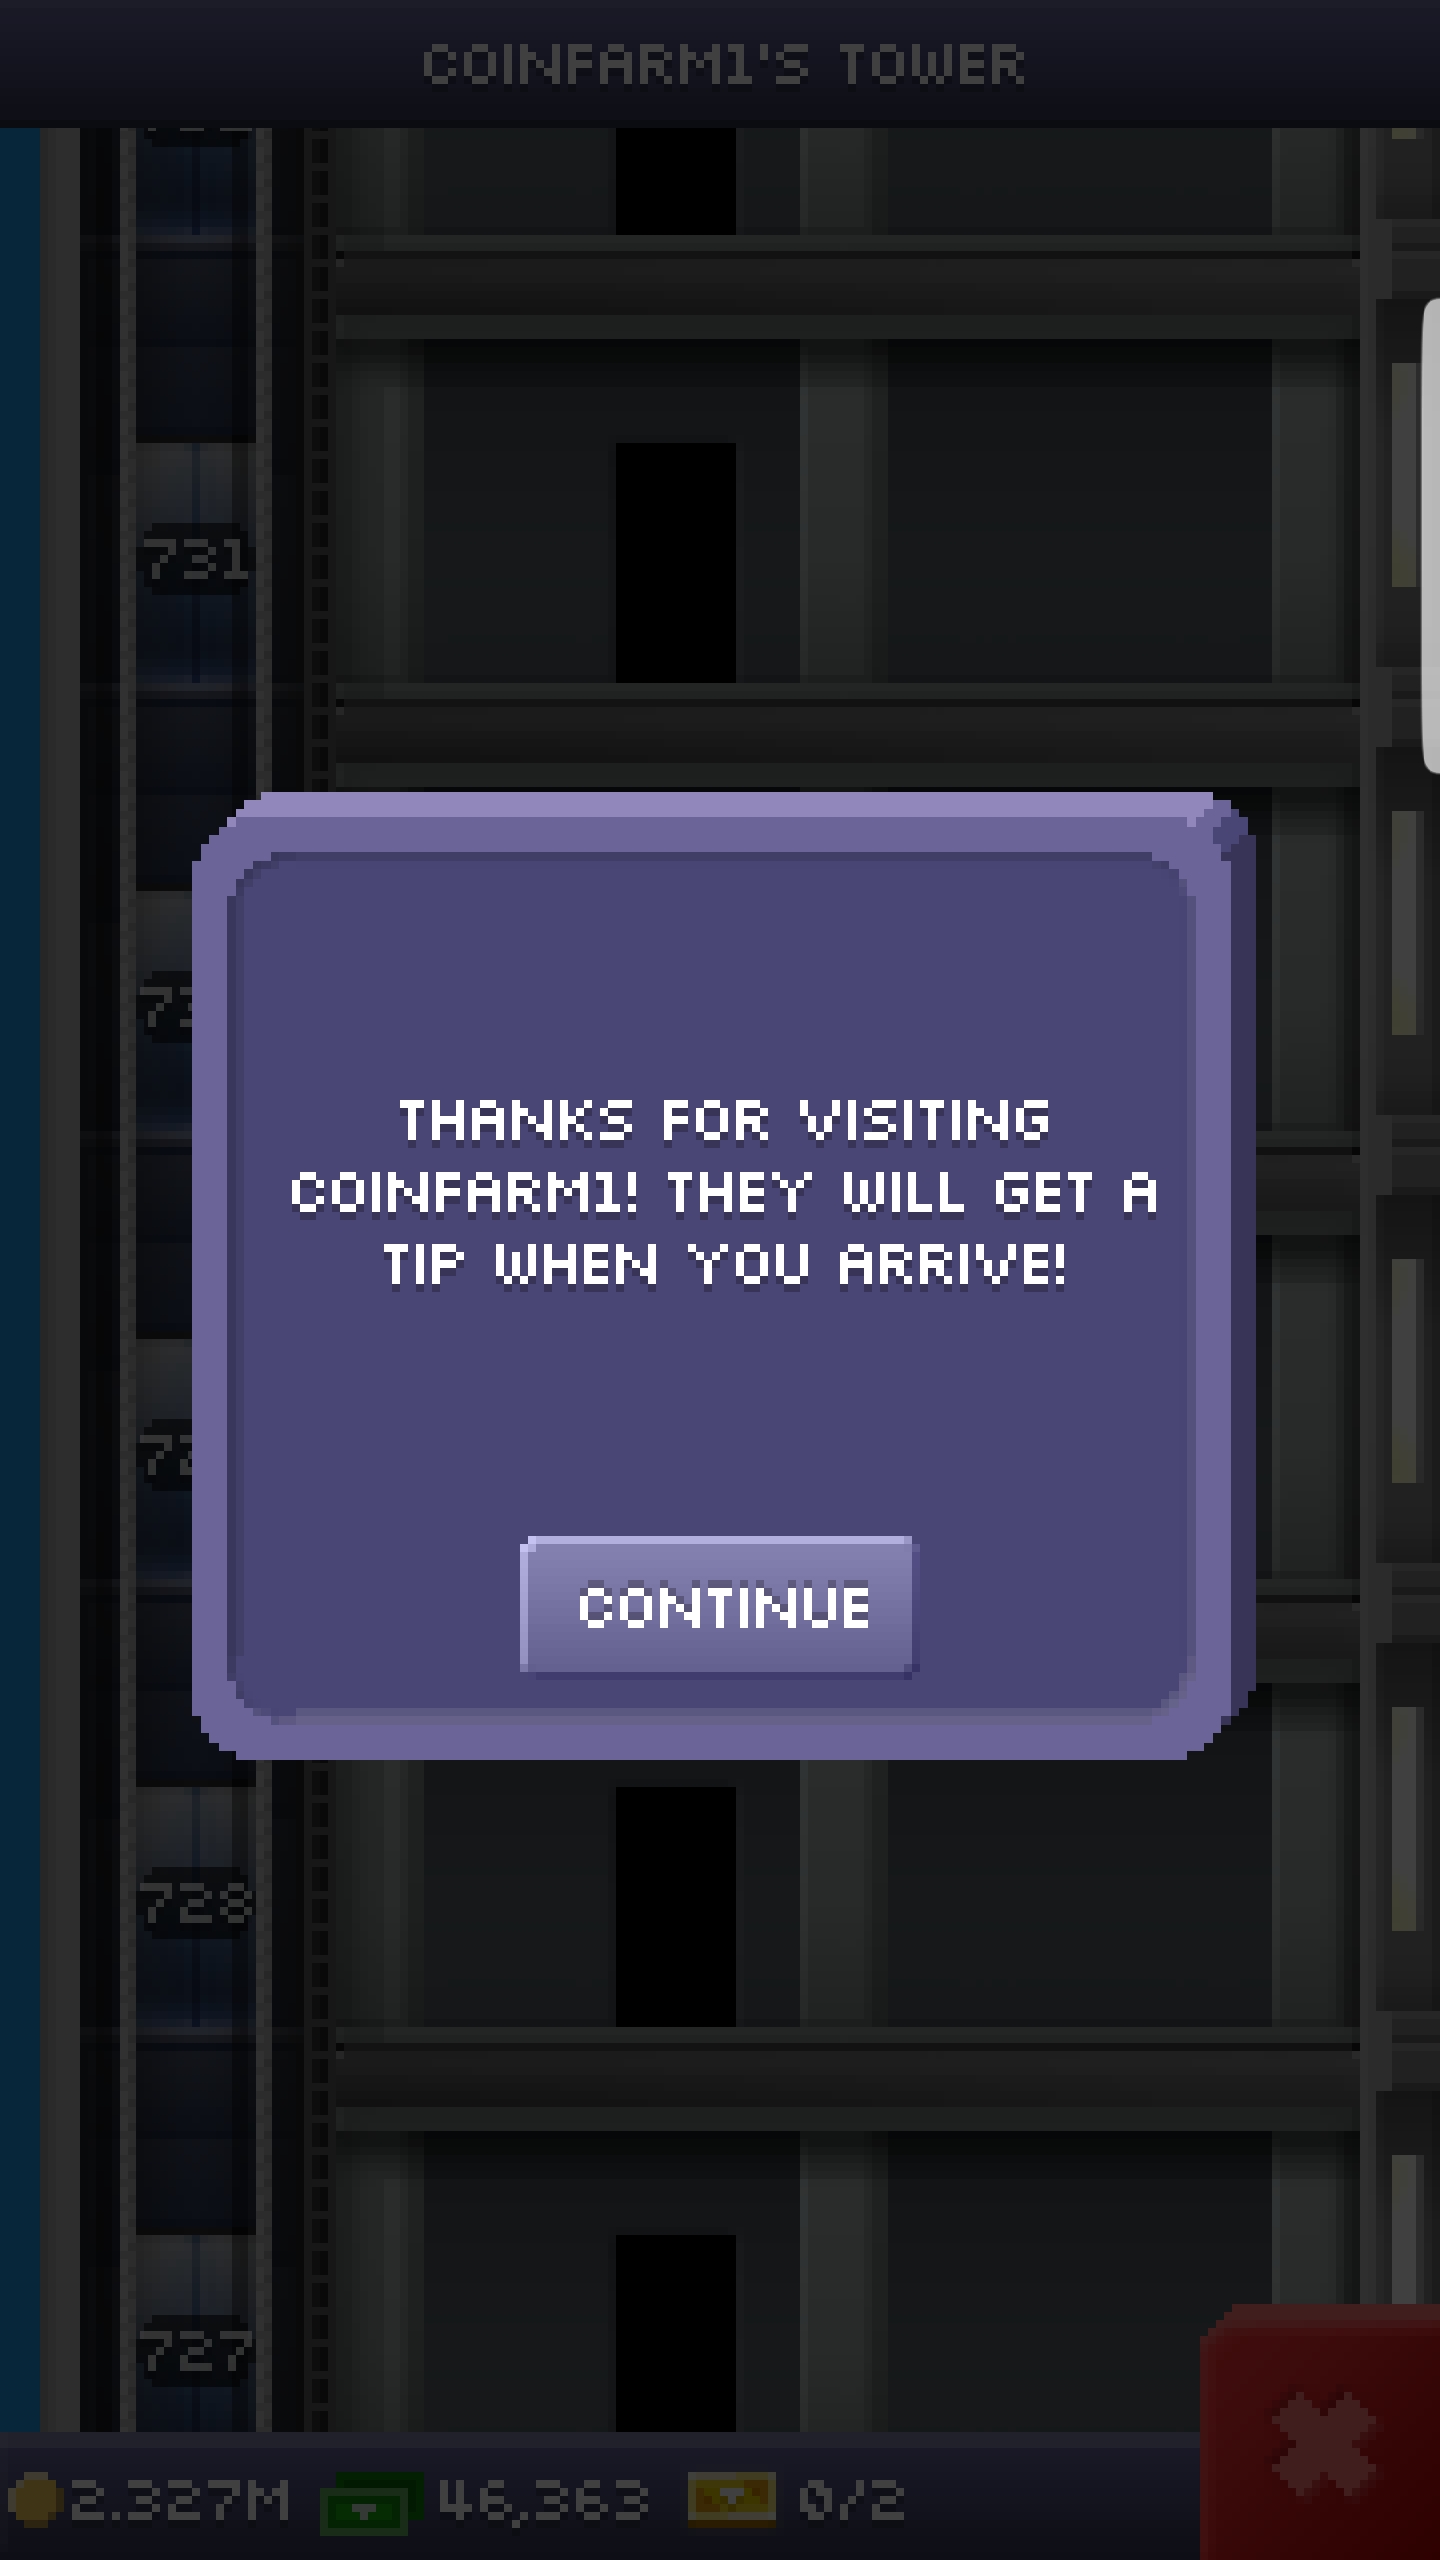 COINFARM1'S TOWER
731
THANKS FOR VISITING
COINFARM1! THEY WILL GET A
TIP WHEN YOU ARRIVE!
CONTINUE
728
727
2.327M 46,363 0/2